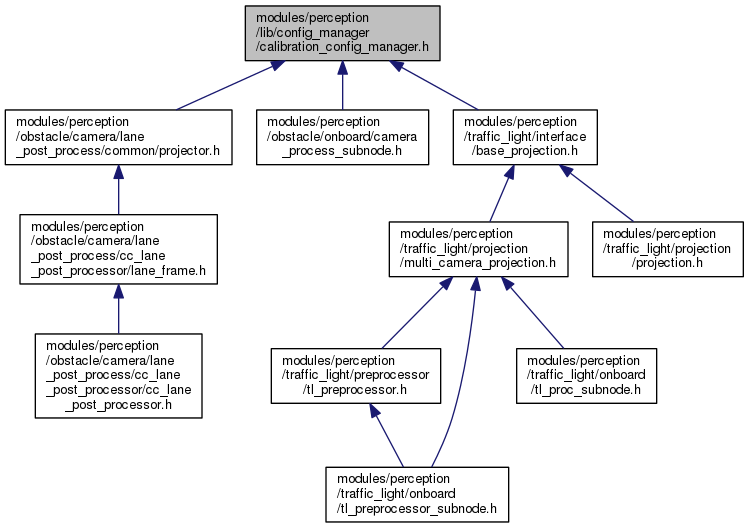 modules/perception
/lib/config_manager
/calibration_config_manager.h
modules/perception
/obstacle/camera/lane
_post_process/common/projector.h
modules/perception
/obstacle/onboard/camera
_process_subnode.h
modules/perception
/traffic_light/interface
/base_projection.h
modules/perception
/obstacle/camera/lane
_post_process/cc_lane
_post_processor/lane_frame.h
modules/perception
/traffic_light/projection
/multi_camera_projection.h
modules/perception
/traffic_light/projection
/projection.h
modules/perception
/obstacle/camera/lane
_post_process/cc_lane
_post_processor/cc_lane
_post_processor.h
modules/perception
/traffic_light/preprocessor
/tl_preprocessor.h
modules/perception
/traffic_light/onboard
/tl_proc_subnode.h
modules/perception
/traffic_light/onboard
/tl_preprocessor_subnode.h